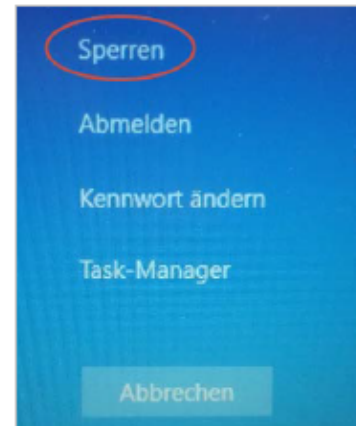 Sperren
Abmelden
Kennwort ändern
Task-Manager
Abbrechen